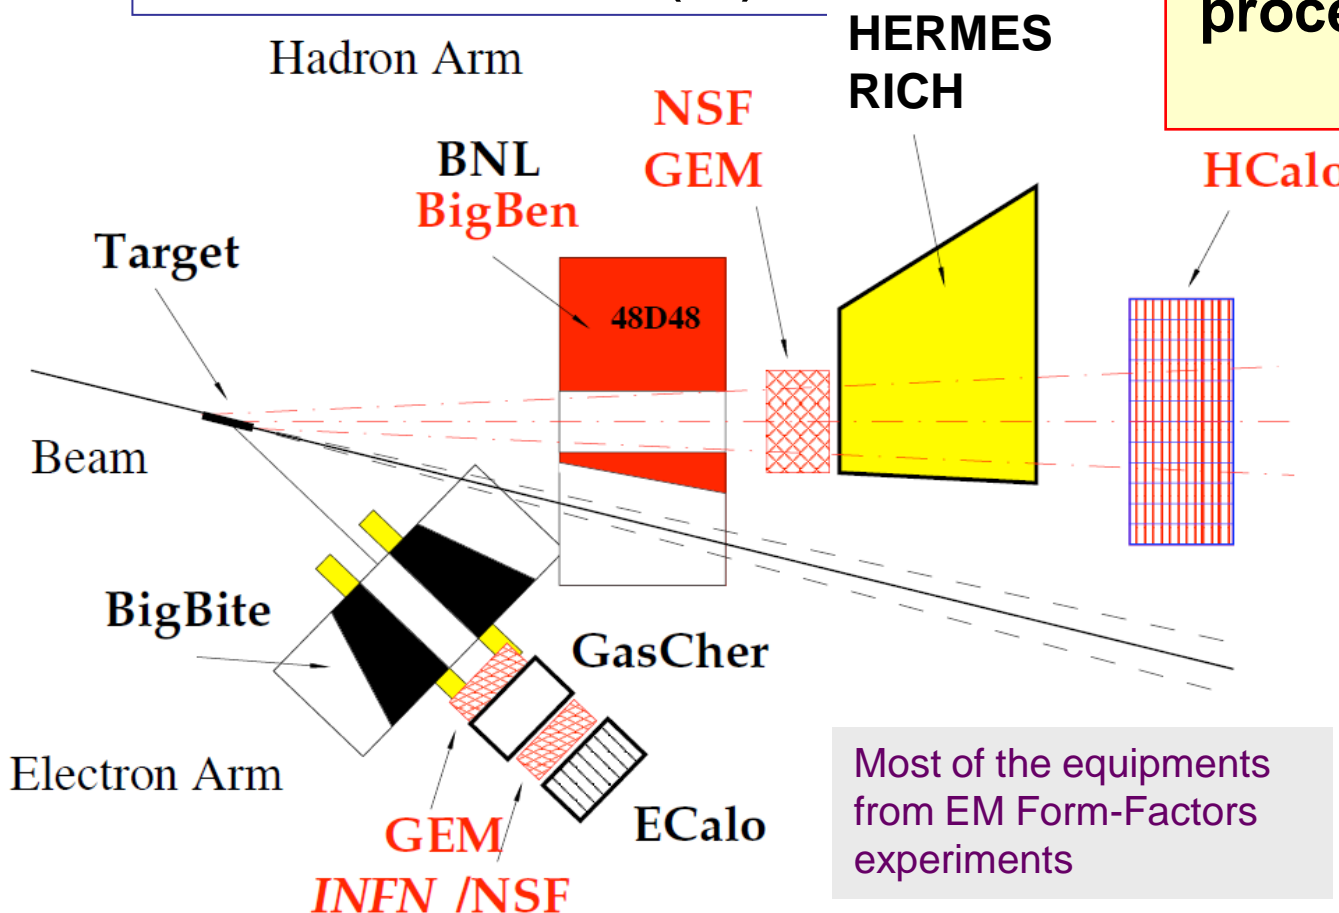 proce
HERMES
RICH
Hadron Arm
NSF
GEM
BNL
BigBen
HCalo
Target
48D48
Beam
BigBite
GasCher
Electron Arm
ECalo
GEM
INFN /NSF
Most of the equipments
from EM Form-Factors
experiments